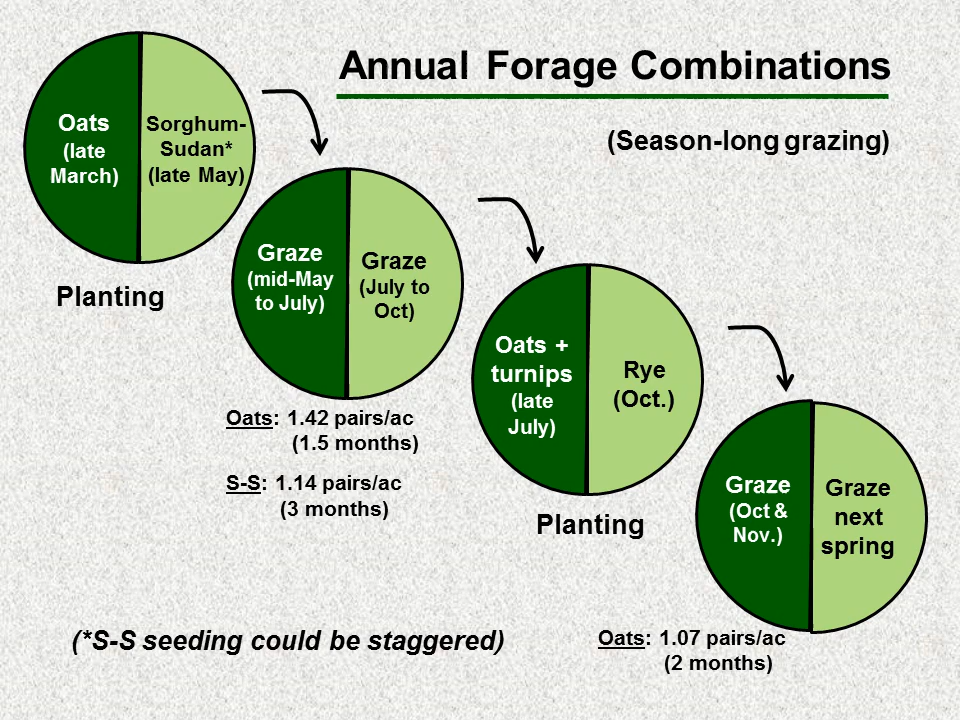 Annual Forage Combinations
(Season-long grazing)
Oats
(late
March)
Sorghum-
Sudan*
(late May)
Planting
Graze
(mid-May
to July)
Graze
(July to
Oct)
Oats: 1.42 pairs/ac
(1.5 months)
S-S: 1.14 pairs/ac
(3 months)
Oats +
turnips
(late
July)
Rye
(Oct.)
Planting
Graze
(Oct &
Nov.)
Graze
next
spring
Oats: 1.07 pairs/ac
(2 months)
(*S-S seeding could be staggered)